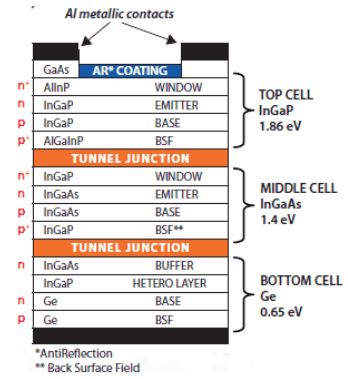 Al metallic contacts
GaAs AR* COATING
n⁺ AlInP WINDOW
n InGaP EMITTER
p InGaP BASE
p⁺ AlGaInP BSF
TOP CELL
InGaP
1.86 eV
TUNNEL JUNCTION
n⁺ InGaP WINDOW
n InGaAs EMITTER
p InGaAs BASE
p⁺ InGaP BSF**
MIDDLE CELL
InGaAs
1.4 eV
TUNNEL JUNCTION
n InGaAs BUFFER
InGaP HETERO LAYER
n Ge BASE
p Ge BSF
BOTTOM CELL
Ge
0.65 eV
*AntiReflection
** Back Surface Field